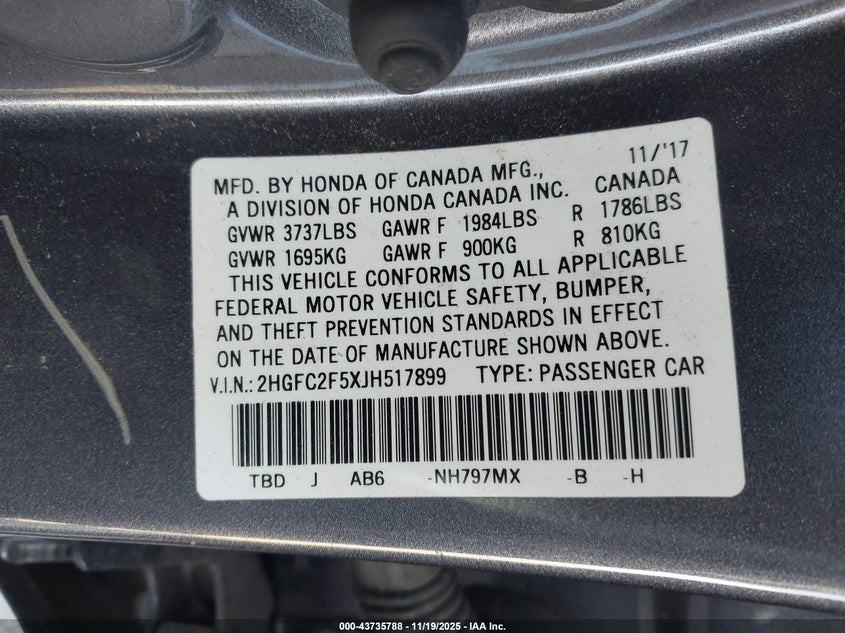 11/'17
MFD. BY HONDA OF CANADA MFG., CANADA
A DIVISION OF HONDA CANADA INC.
GVWR 3737LBS GAWR F 1984LBS R 1786LBS
GVWR 1695KG GAWR F 900KG R 810KG
THIS VEHICLE CONFORMS TO ALL APPLICABLE
FEDERAL MOTOR VEHICLE SAFETY, BUMPER,
AND THEFT PREVENTION STANDARDS IN EFFECT
ON THE DATE OF MANUFACTURE SHOWN ABOVE.
V.I.N.: 2HGFC2F5XJH517899 TYPE: PASSENGER CAR
TBD J AB6 -NH797MX -B -H
000-43735788 - 11/19/2025 - IAA Inc.